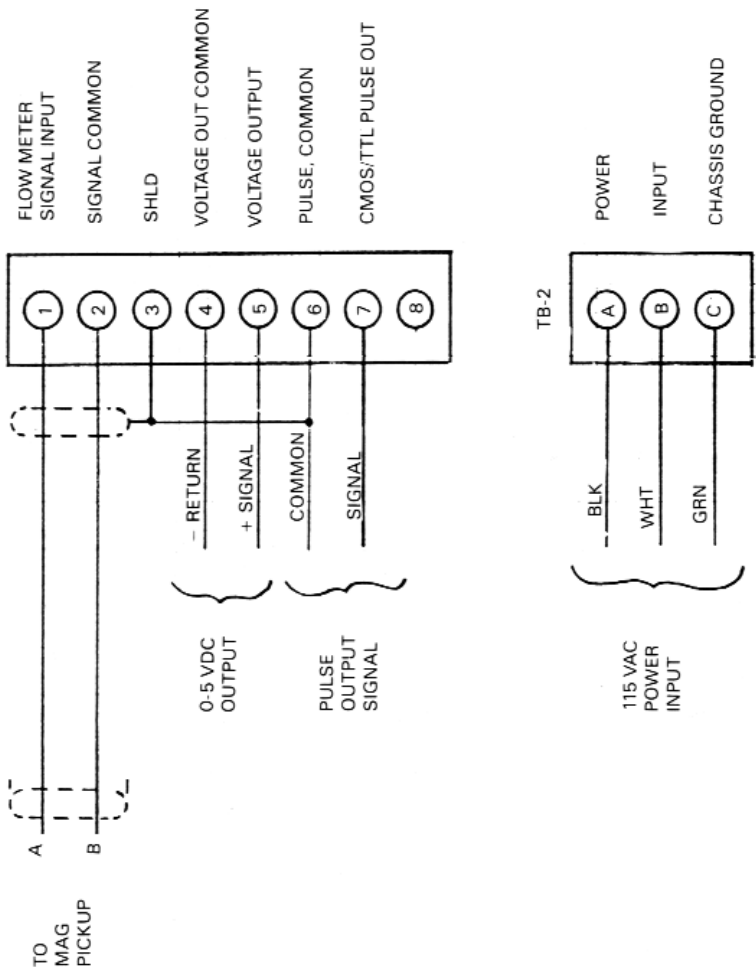 FLOW METER
SIGNAL INPUT
SIGNAL COMMON
SHLD
VOLTAGE OUT COMMON
VOLTAGE OUTPUT
PULSE, COMMON
CMOS/TTL PULSE OUT
1
2
3
4
5
6
7
8
– RETURN
+ SIGNAL
COMMON
SIGNAL
0-5 VDC
OUTPUT
PULSE
OUTPUT
SIGNAL
A
B
TO
MAG
PICKUP
POWER
INPUT
CHASSIS GROUND
TB-2
A
B
C
BLK
WHT
GRN
115 VAC
POWER
INPUT